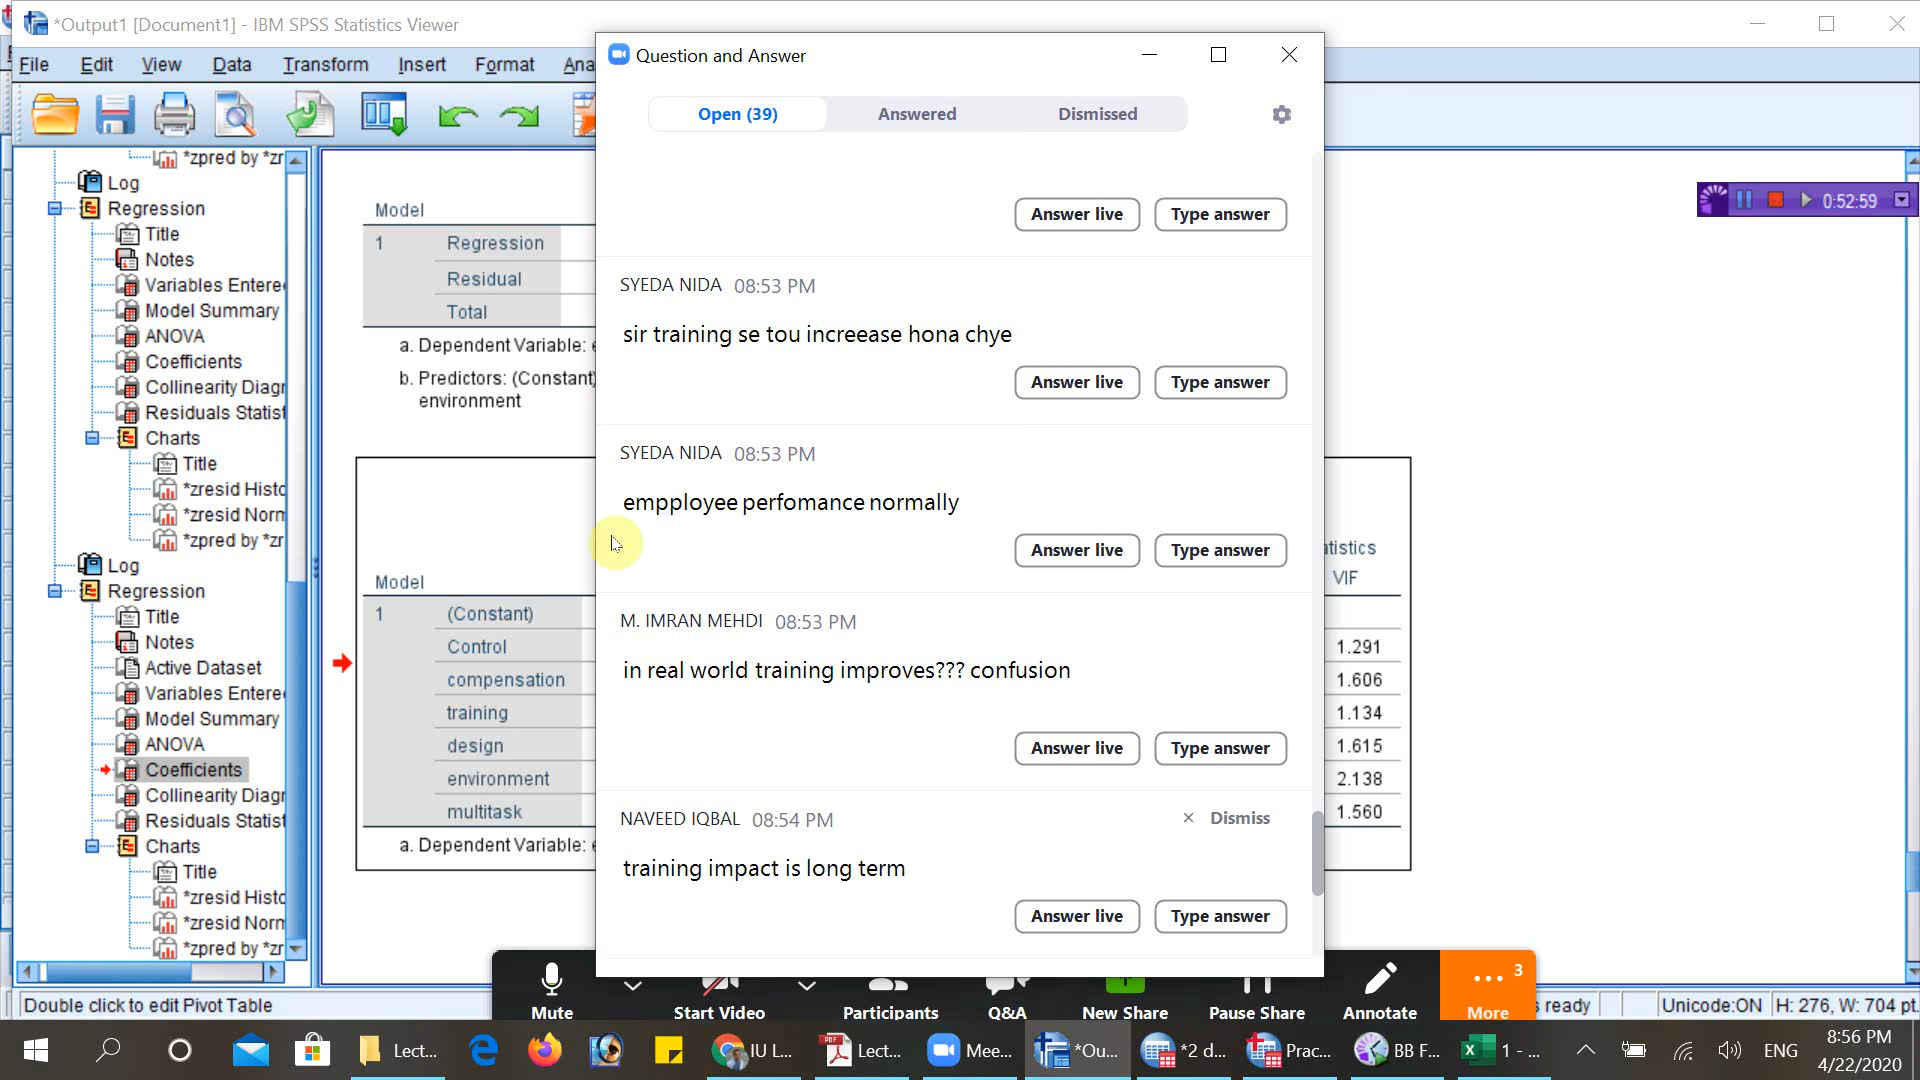 *Output1 [Document1] - IBM SPSS Statistics Viewer
File Edit View Data Transform Insert Format Ana
*zpred by *zr
Log
Regression
Title
Notes
Variables Entere
Model Summary
ANOVA
Coefficients
Collinearity Diagr
Residuals Statist
Charts
Title
*zresid Histo
*zresid Norm
*zpred by *zr
Log
Regression
Title
Notes
Active Dataset
Variables Entere
Model Summary
ANOVA
Coefficients
Collinearity Diagr
Residuals Statist
Charts
Title
*zresid Histo
*zresid Norm
*zpred by *zr
Model
1 Regression
Residual
Total
a. Dependent Variable: e
b. Predictors: (Constant)
environment
Model
1 (Constant)
Control
compensation
training
design
environment
multitask
a. Dependent Variable: e
Question and Answer
Open (39) Answered Dismissed
Answer live Type answer
SYEDA NIDA 08:53 PM
sir training se tou increease hona chye
Answer live Type answer
SYEDA NIDA 08:53 PM
empployee perfomance normally
Answer live Type answer
M. IMRAN MEHDI 08:53 PM
in real world training improves??? confusion
Answer live Type answer
NAVEED IQBAL 08:54 PM × Dismiss
training impact is long term
Answer live Type answer
atistics
VIF
1.291
1.606
1.134
1.615
2.138
1.560
0:52:59
Mute Start Video Participants Q&A New Share Pause Share Annotate More
3
Double click to edit Pivot Table
s ready Unicode:ON H: 276, W: 704 pt.
Lect... IU L... Lect... Mee... *Ou... *2 d... Prac... BB F... 1 - ... ENG
8:56 PM
4/22/2020